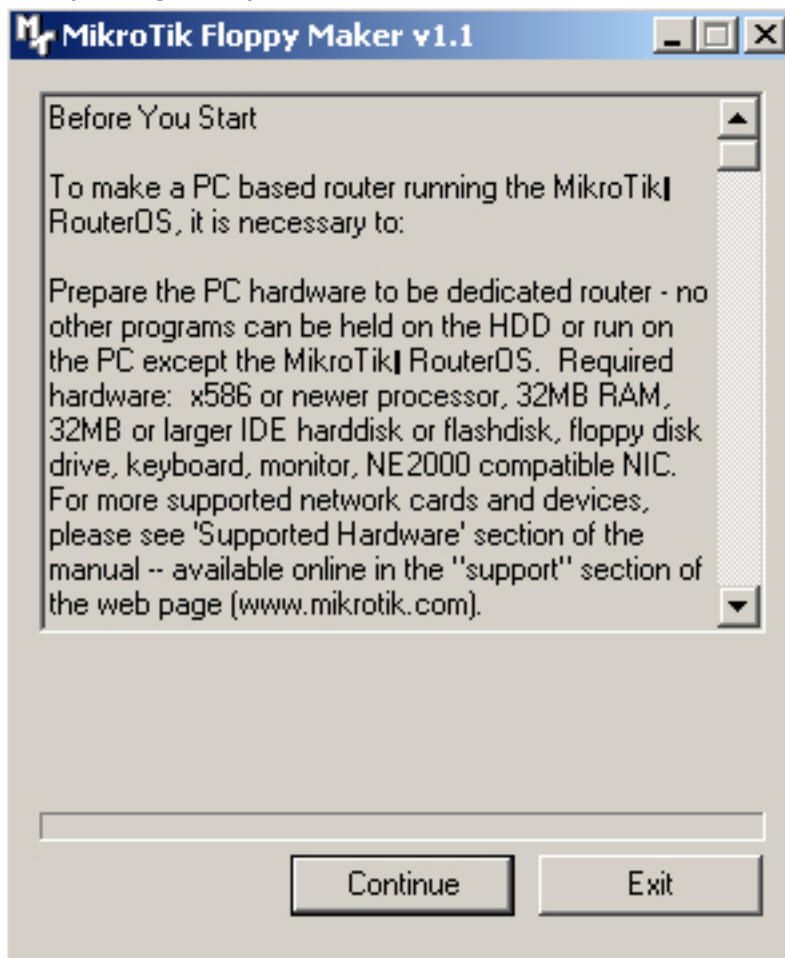 MikroTik Floppy Maker v1.1
Before You Start
To make a PC based router running the MikroTik
RouterOS, it is necessary to:
Prepare the PC hardware to be dedicated router - no
other programs can be held on the HDD or run on
the PC except the MikroTik RouterOS.  Required
hardware:  x586 or newer processor, 32MB RAM,
32MB or larger IDE harddisk or flashdisk, floppy disk
drive, keyboard, monitor, NE2000 compatible NIC.
For more supported network cards and devices,
please see 'Supported Hardware' section of the
manual -- available online in the "support" section of
the web page (www.mikrotik.com).
Continue
Exit